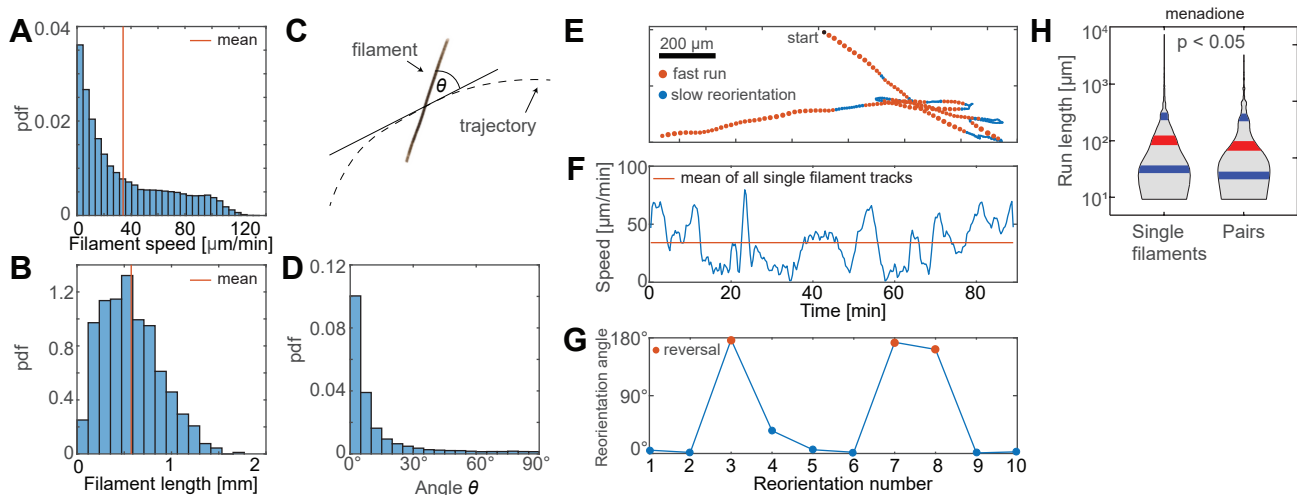 A
0.04
mean
pdf
0.02
0
0
40
80
120
Filament speed [µm/min]
B
mean
1.2
pdf
0.8
0.4
0
0
1
2
Filament length [mm]
C
filament
θ
trajectory
D
0.12
0.08
pdf
0.04
0
0°
30°
60°
90°
Angle θ
E
start
200 µm
fast run
slow reorientation
F
100
mean of all single filament tracks
Speed [µm/min]
50
0
0
20
40
60
80
Time [min]
G
180°
reversal
Reorientation angle
90°
0°
1
2
3
4
5
6
7
8
9
10
Reorientation number
H
menadione
10⁴
p < 0.05
10³
Run length [µm]
10²
10¹
Single
filaments
Pairs